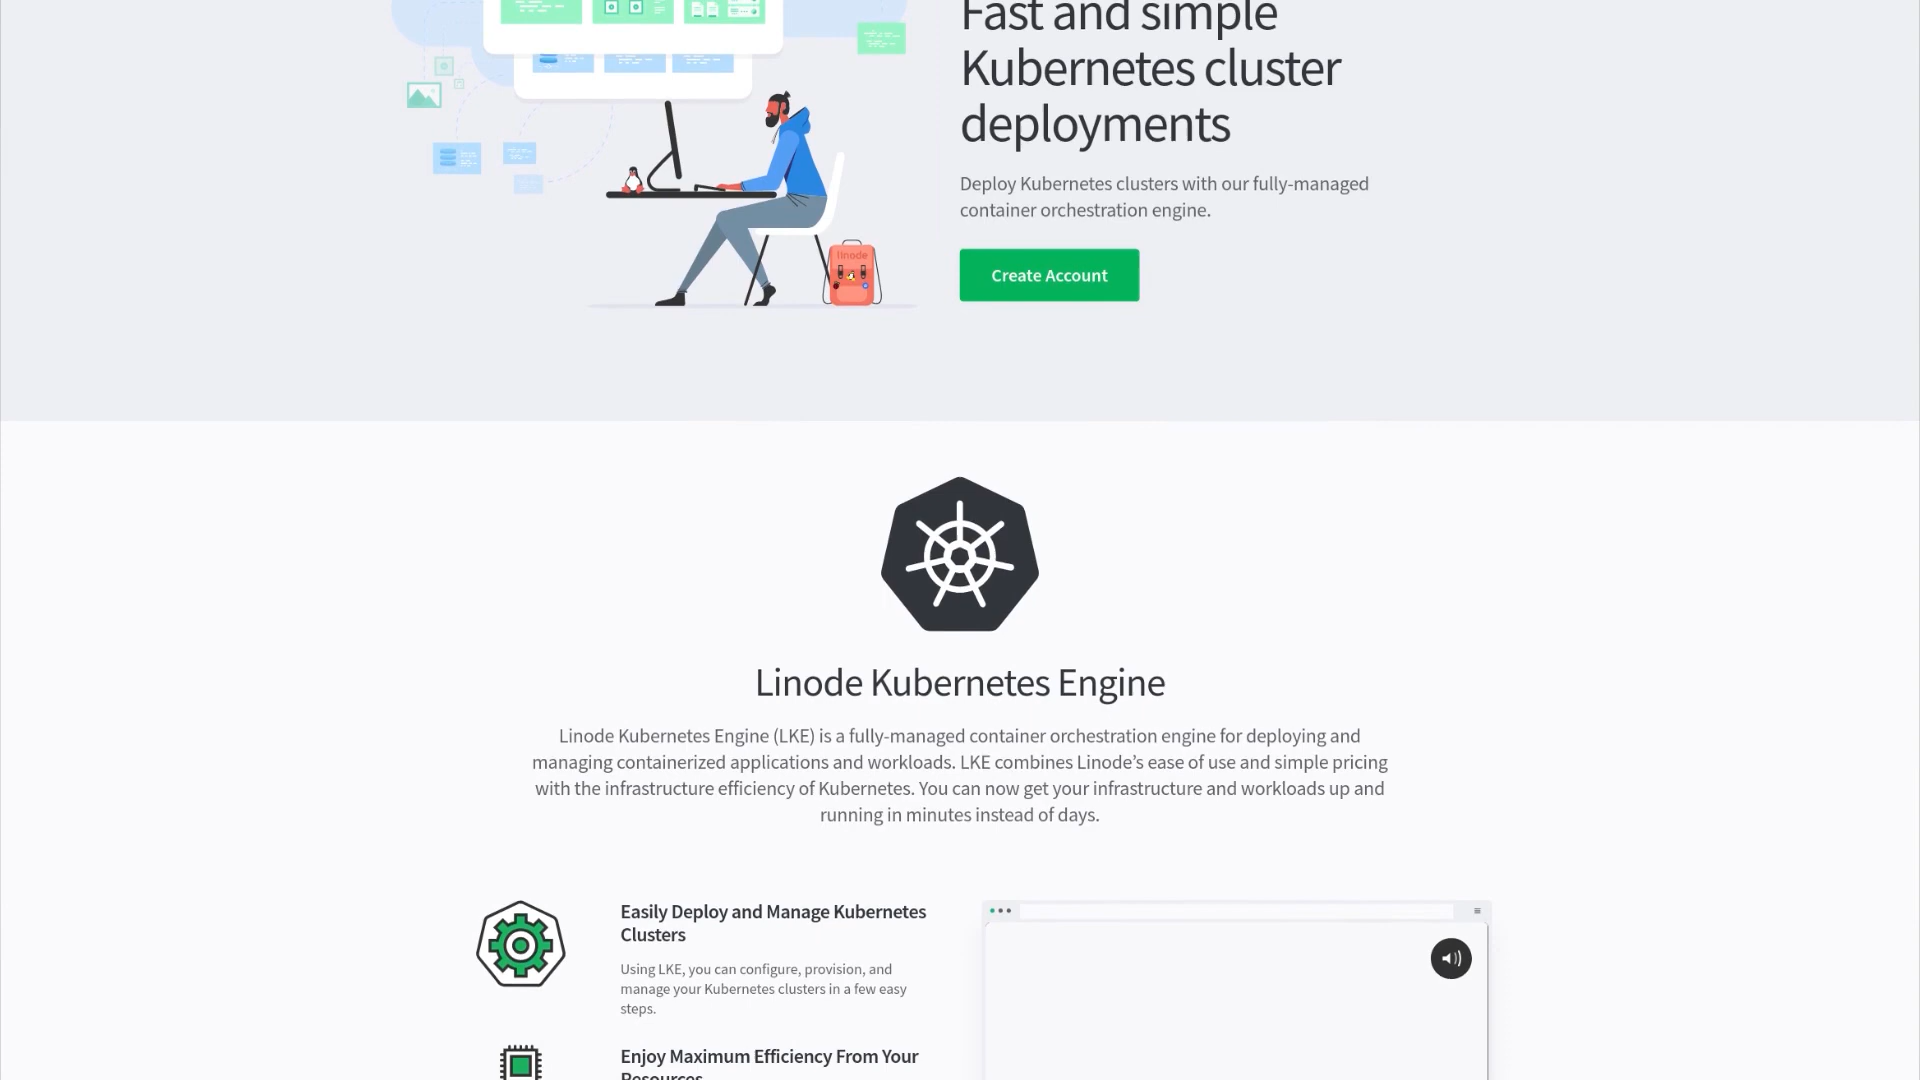 Fast and simple
Kubernetes cluster
deployments
Deploy Kubernetes clusters with our fully-managed
container orchestration engine.
Create Account
linode
Linode Kubernetes Engine
Linode Kubernetes Engine (LKE) is a fully-managed container orchestration engine for deploying and
managing containerized applications and workloads. LKE combines Linode’s ease of use and simple pricing
with the infrastructure efficiency of Kubernetes. You can now get your infrastructure and workloads up and
running in minutes instead of days.
Easily Deploy and Manage Kubernetes
Clusters
Using LKE, you can configure, provision, and
manage your Kubernetes clusters in a few easy
steps.
Enjoy Maximum Efficiency From Your
Resources